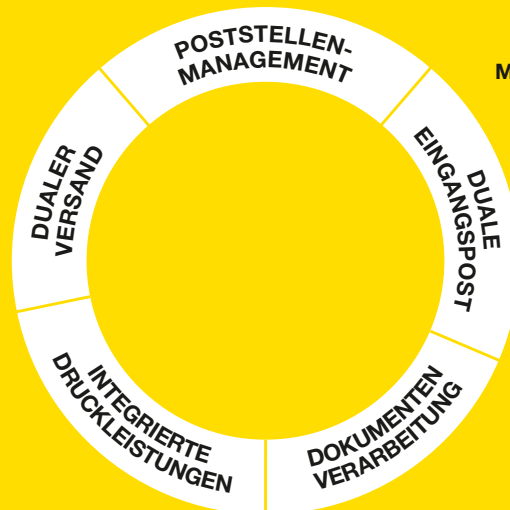 POSTSTELLEN-
MANAGEMENT
M
DUALE
EINGANGSPOST
DOKUMENTEN
VERARBEITUNG
INTEGRIERTE
DRUCKLEISTUNGEN
DUALER
VERSAND